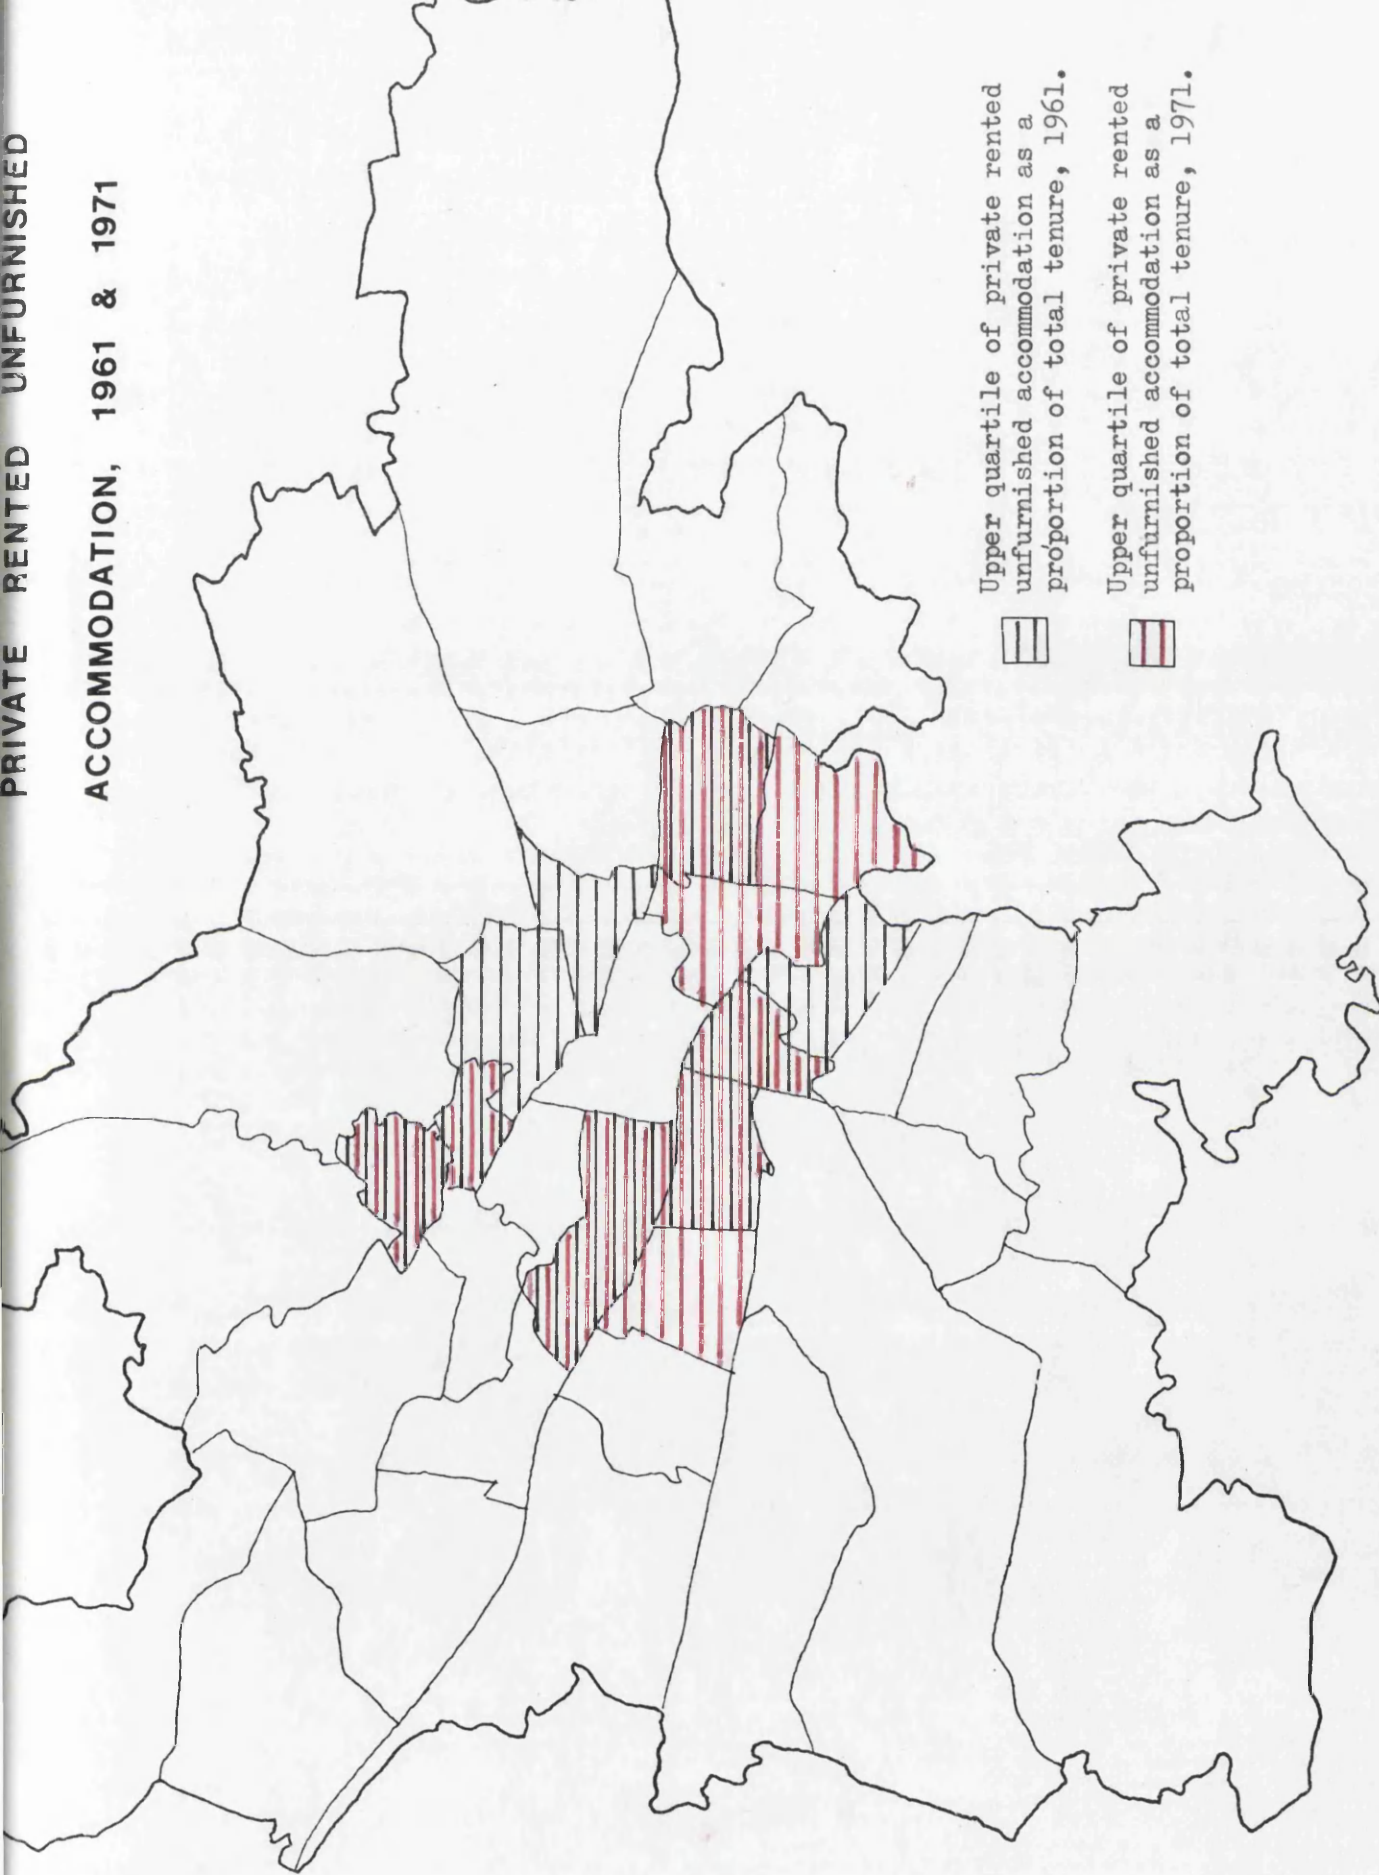 PRIVATE RENTED UNFURNISHED
ACCOMMODATION, 1961 & 1971
Upper quartile of private rented
unfurnished accommodation as a
proportion of total tenure, 1961.
Upper quartile of private rented
unfurnished accommodation as a
proportion of total tenure, 1971.